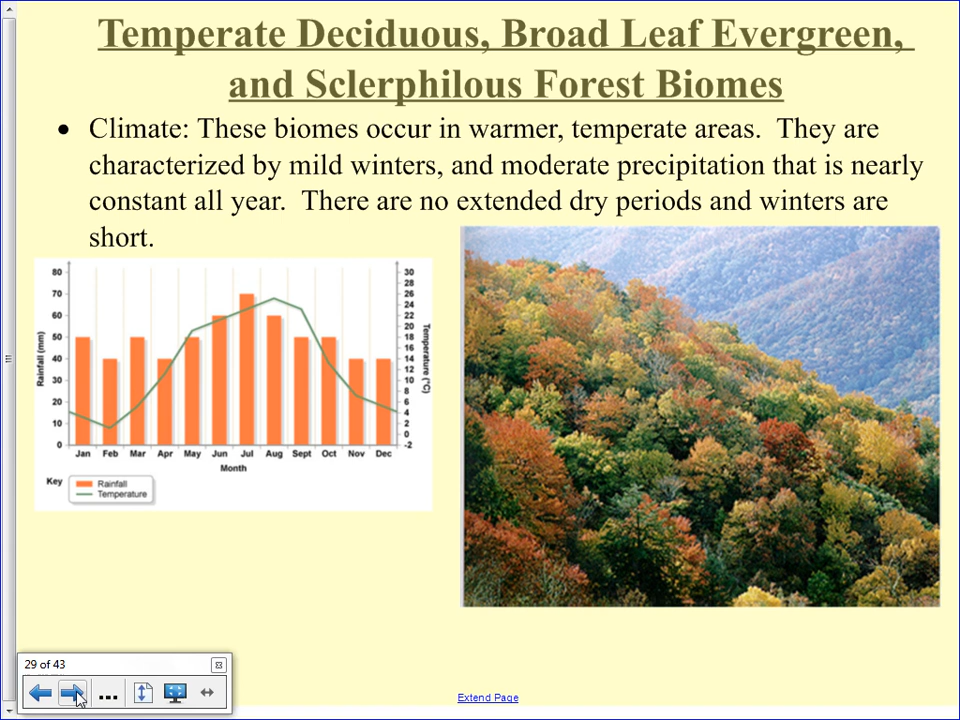 Temperate Deciduous, Broad Leaf Evergreen,
and Sclerphilous Forest Biomes
• Climate: These biomes occur in warmer, temperate areas.  They are
characterized by mild winters, and moderate precipitation that is nearly
constant all year.  There are no extended dry periods and winters are
short.
80
70
60
50
40
30
20
10
0
Rainfall (mm)
30
28
26
24
22
20
18
16
14
12
10
8
6
4
2
0
-2
Temperature (°C)
Jan Feb Mar Apr May Jun Jul Aug Sept Oct Nov Dec
Month
Key
Rainfall
Temperature
29 of 43
...
Extend Page